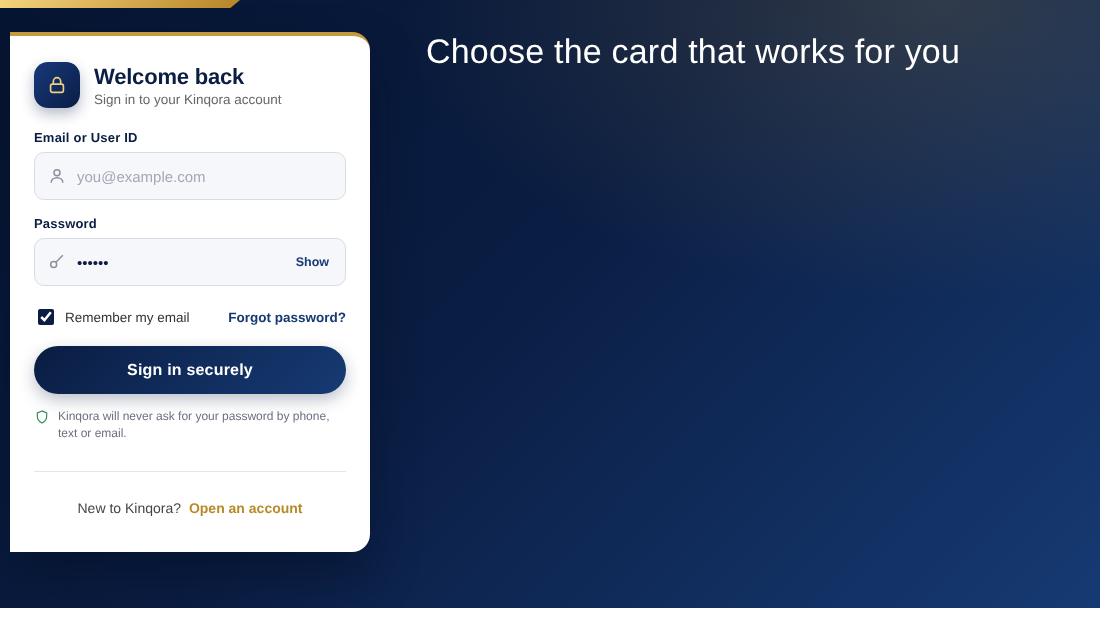 Choose the card that works for you
Welcome back
Sign in to your Kinqora account
Email or User ID
you@example.com
Password
••••••
Show
Remember my email
Forgot password?
Sign in securely
Kinqora will never ask for your password by phone,
text or email.
New to Kinqora? Open an account